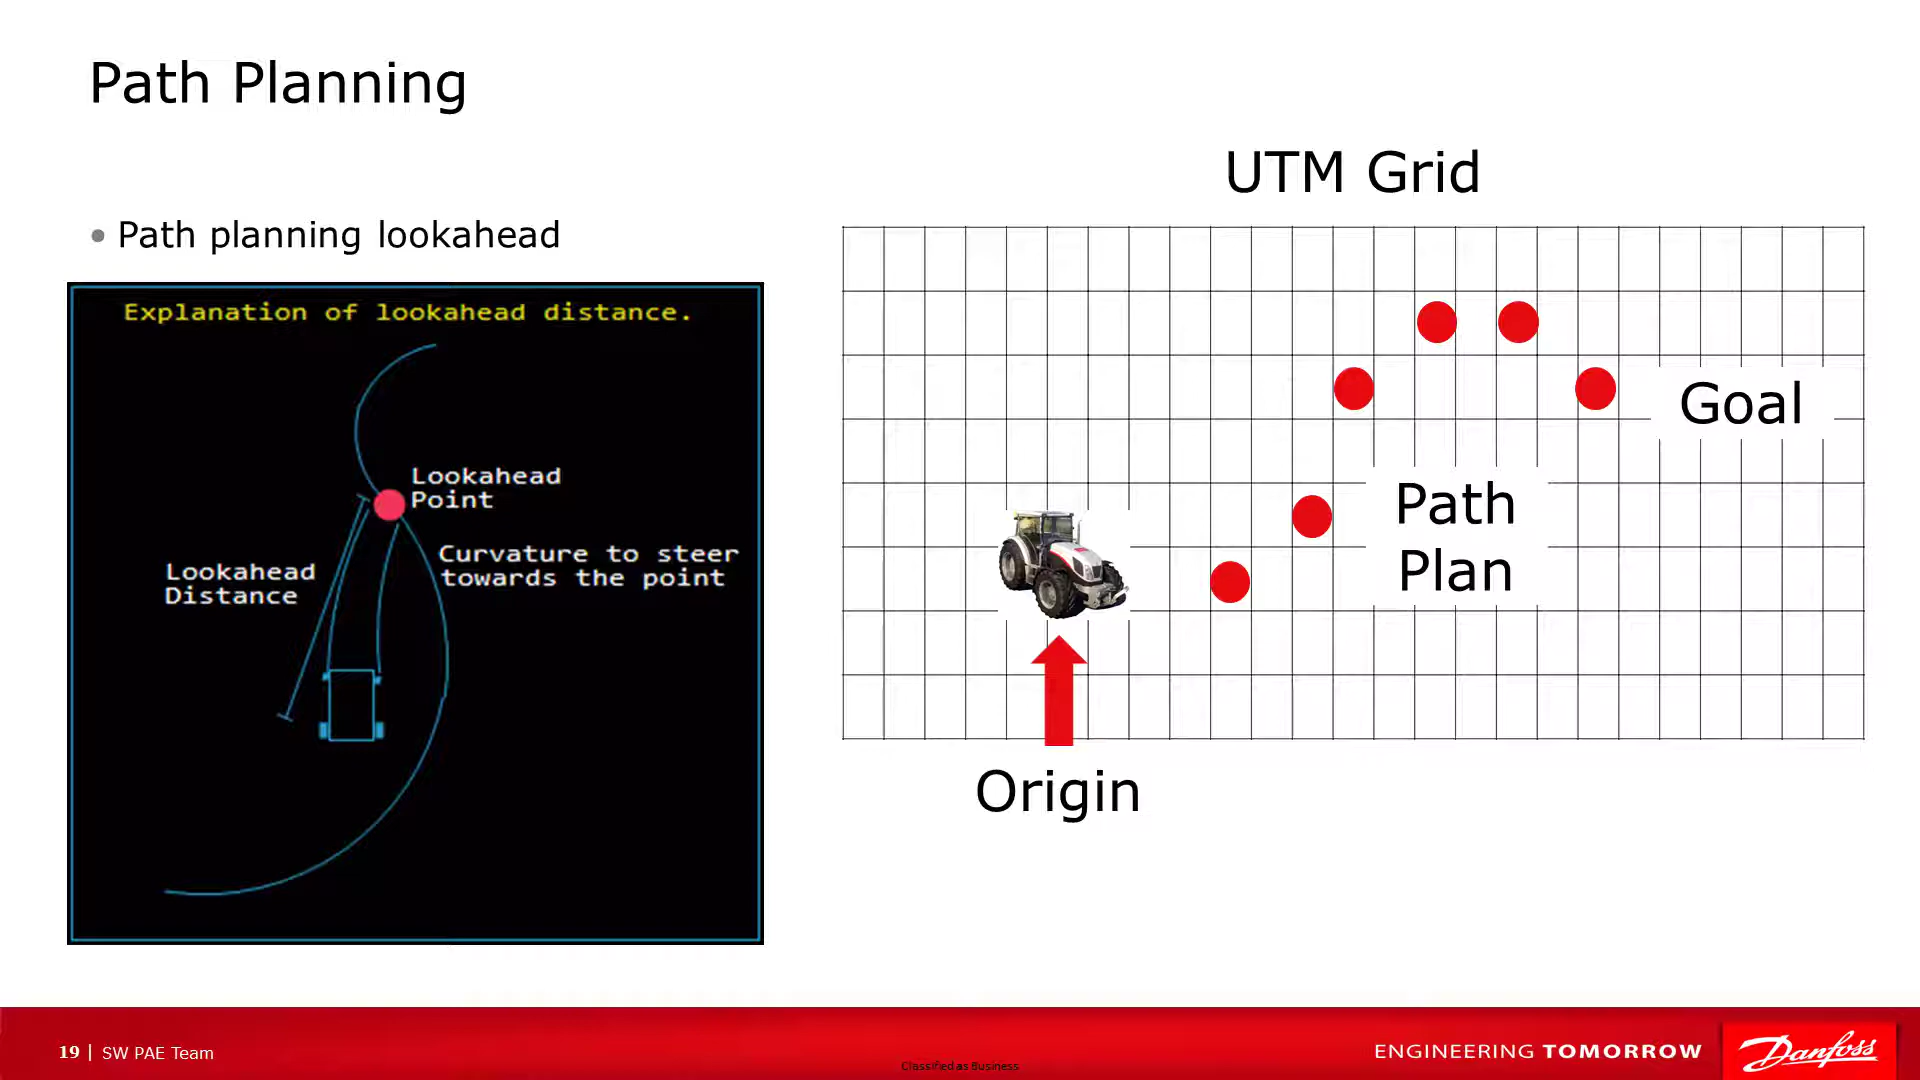 Path Planning
• Path planning lookahead
Explanation of lookahead distance.
Lookahead
Point
Curvature to steer
towards the point
Lookahead
Distance
UTM Grid
Goal
Path
Plan
Origin
19 | SW PAE Team
Classified as Business
ENGINEERING TOMORROW
Danfoss